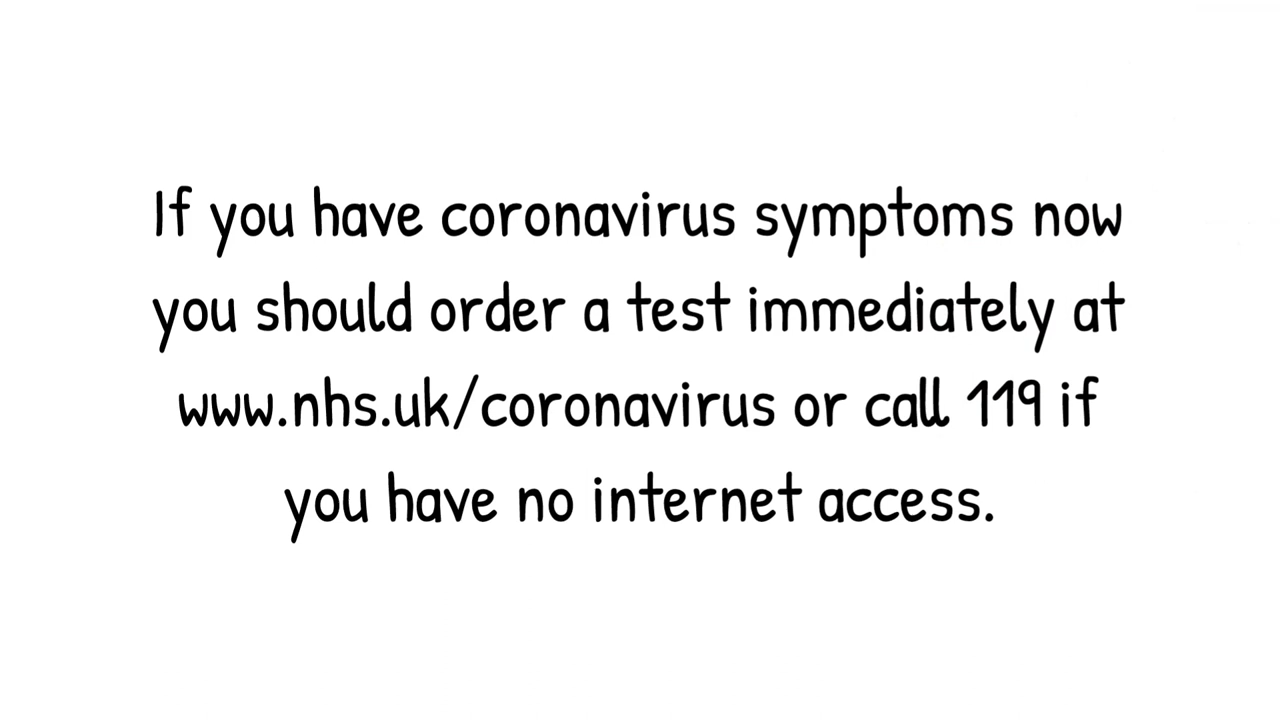 If you have coronavirus symptoms now
you should order a test immediately at
www.nhs.uk/coronavirus or call 119 if
you have no internet access.